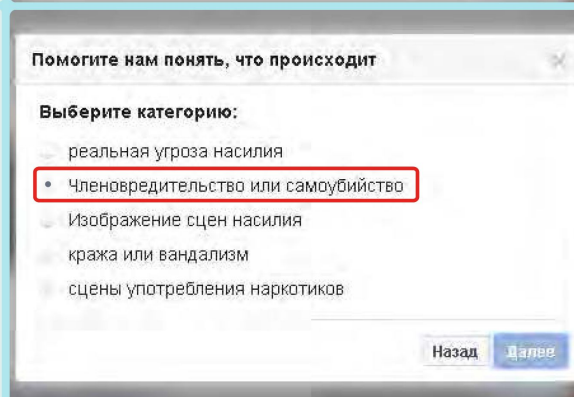 Помогите нам понять, что происходит
Выберите категорию:
реальная угроза насилия
Членовредительство или самоубийство
Изображение сцен насилия
кража или вандализм
сцены употребления наркотиков
Назад Далее